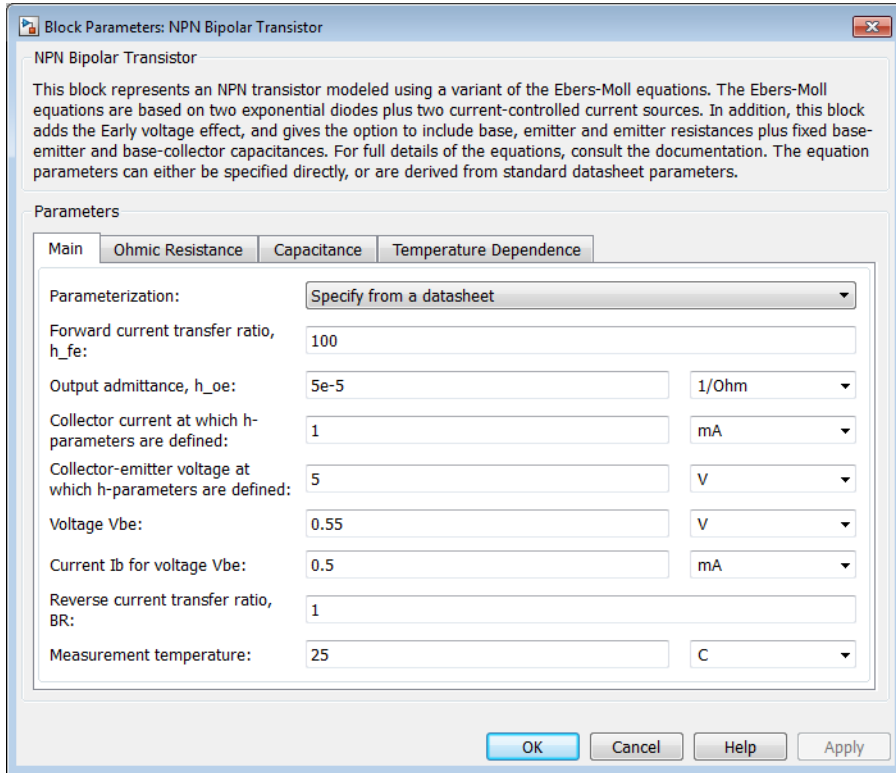 Block Parameters: NPN Bipolar Transistor
NPN Bipolar Transistor
This block represents an NPN transistor modeled using a variant of the Ebers-Moll equations. The Ebers-Moll
equations are based on two exponential diodes plus two current-controlled current sources. In addition, this block
adds the Early voltage effect, and gives the option to include base, emitter and emitter resistances plus fixed base-
emitter and base-collector capacitances. For full details of the equations, consult the documentation. The equation
parameters can either be specified directly, or are derived from standard datasheet parameters.
Parameters
Main Ohmic Resistance Capacitance Temperature Dependence
Parameterization: Specify from a datasheet
Forward current transfer ratio,
h_fe: 100
Output admittance, h_oe: 5e-5 1/Ohm
Collector current at which h-
parameters are defined: 1 mA
Collector-emitter voltage at
which h-parameters are defined: 5 V
Voltage Vbe: 0.55 V
Current Ib for voltage Vbe: 0.5 mA
Reverse current transfer ratio,
BR: 1
Measurement temperature: 25 C
OK Cancel Help Apply